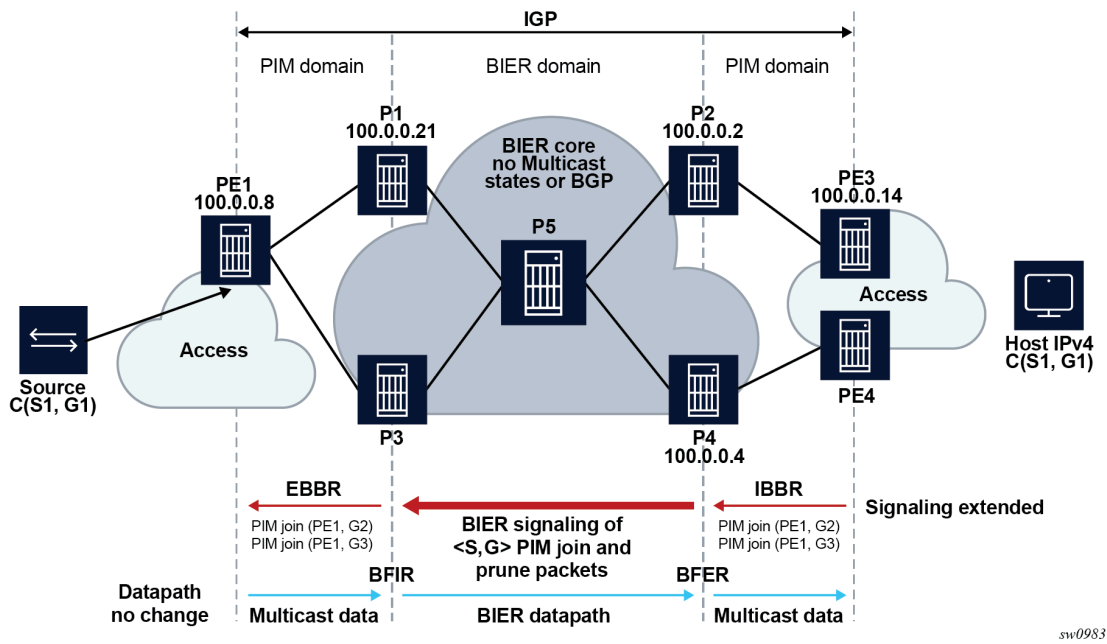 IGP
PIM domain
BIER domain
PIM domain
P1
100.0.0.21
P2
100.0.0.2
BIER core
no Multicast
states or BGP
PE1
100.0.0.8
PE3
100.0.0.14
P5
Access
Access
Source
C(S1, G1)
Host IPv4
C(S1, G1)
P3
P4
100.0.0.4
PE4
EBBR
IBBR
Signaling extended
PIM join (PE1, G2)
PIM join (PE1, G3)
BIER signaling of
<S,G> PIM join and
prune packets
PIM join (PE1, G2)
PIM join (PE1, G3)
BFIR
BFER
Datapath
no change
Multicast data
BIER datapath
Multicast data
sw0983